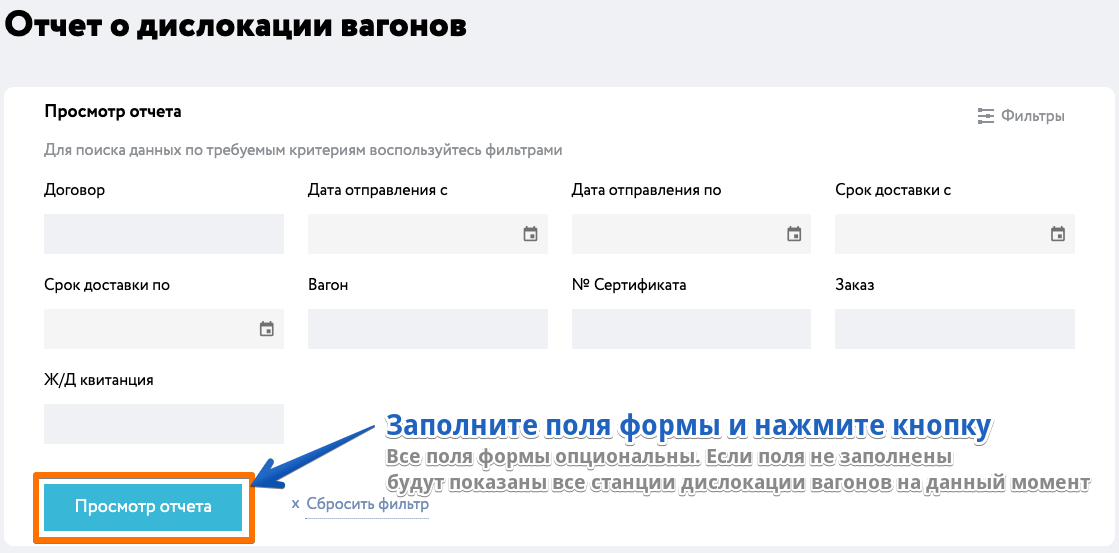 Отчет о дислокации вагонов
Просмотр отчета
Фильтры
Для поиска данных по требуемым критериям воспользуйтесь фильтрами
Договор
Дата отправления с
Дата отправления по
Срок доставки с
Срок доставки по
Вагон
№ Сертификата
Заказ
Ж/Д квитанция
Заполните поля формы и нажмите кнопку
Все поля формы опциональны. Если поля не заполнены
будут показаны все станции дислокации вагонов на данный момент
Просмотр отчета
x Сбросить фильтр